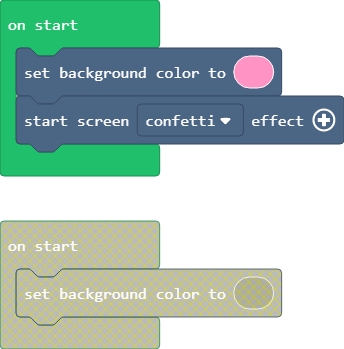 on start
set background color to
start screen confetti effect
on start
set background color to